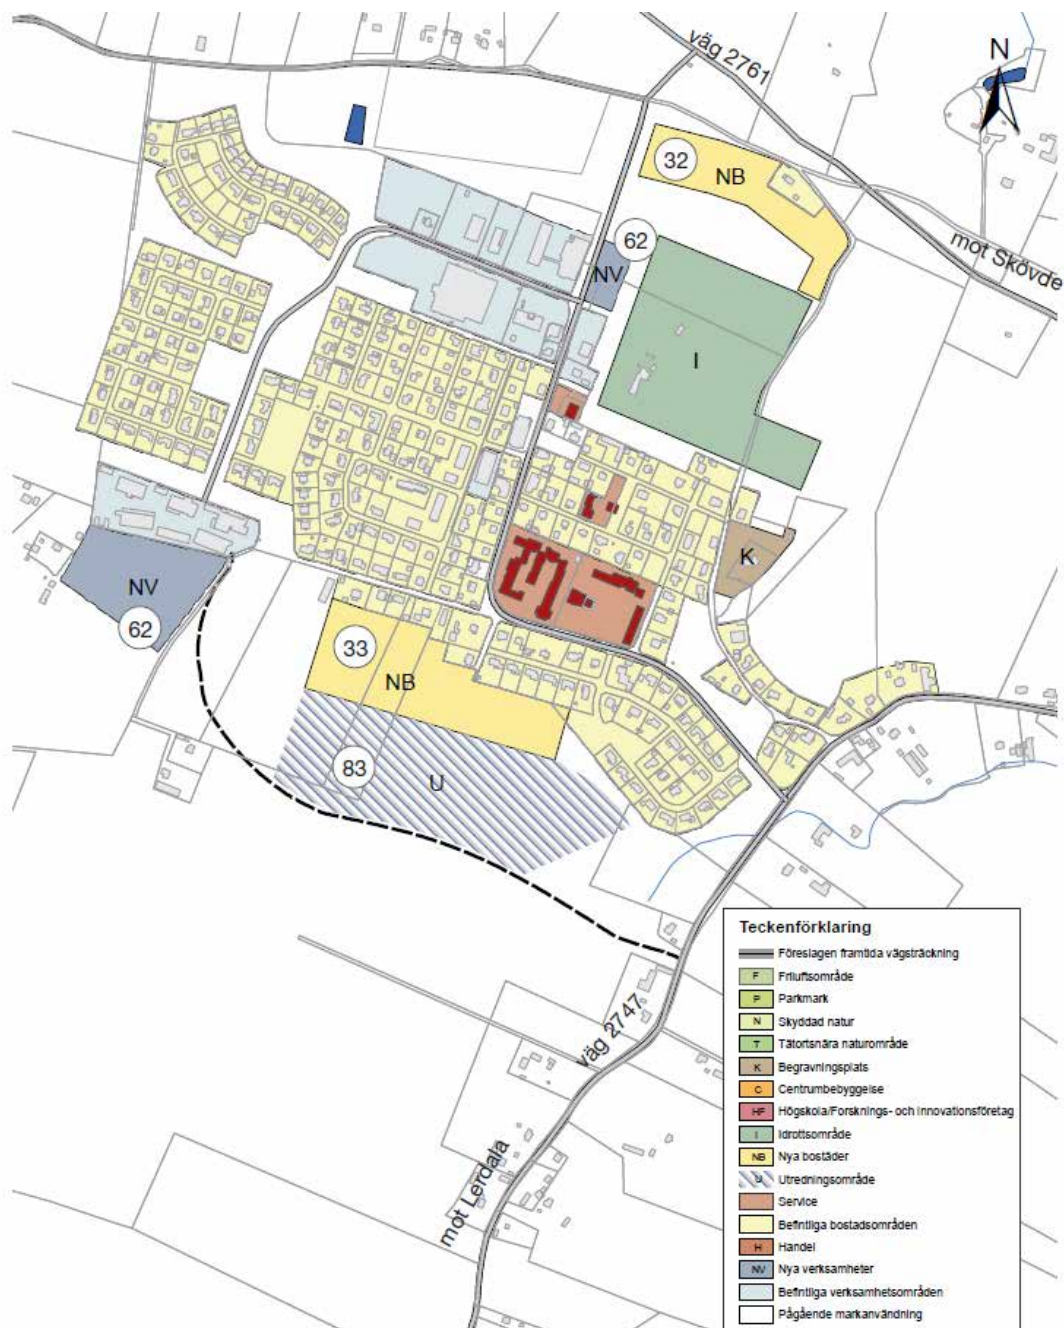 väg 2761
N
32
NB
62
NV
mot Skövde
I
K
NV
62
33
NB
83
U
väg 2747
mot Lerdala
Teckenförklaring
Föreslagen framtida vägsträckning
F Friluftsområde
P Parkmark
N Skyddad natur
T Tätortsnära naturområde
K Begravningsplats
C Centrumbebyggelse
HF Högskola/Forsknings- och innovationsföretag
I Idrottsområde
NB Nya bostäder
U Utredningsområde
Service
Befintliga bostadsområden
H Handel
NV Nya verksamheter
Befintliga verksamhetsområden
Pågående markanvändning